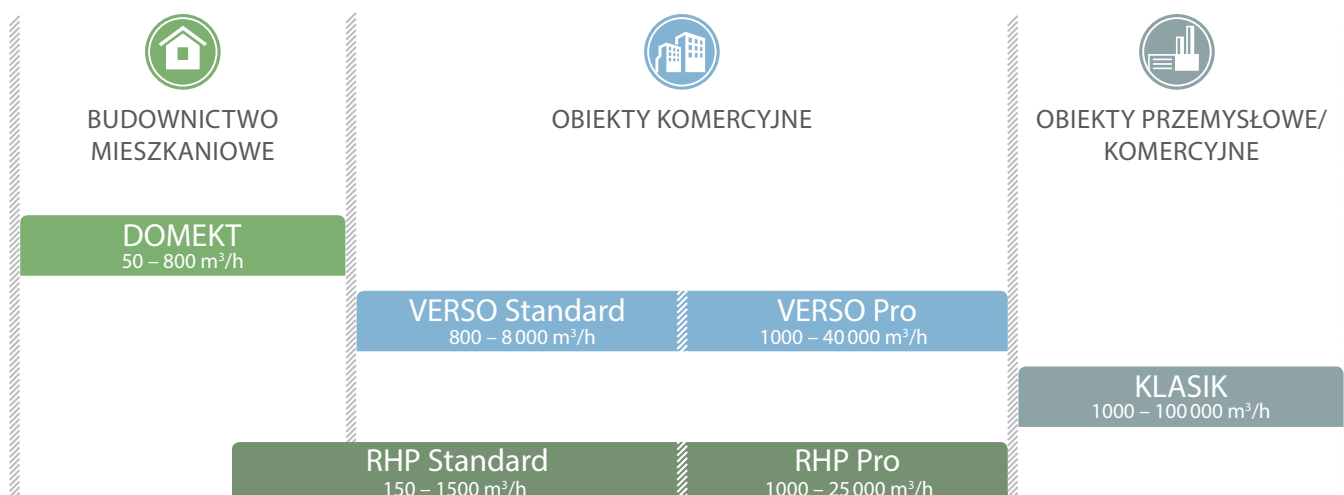 BUDOWNICTWO
MIESZKANIOWE
OBIEKTY KOMERCYJNE
OBIEKTY PRZEMYSŁOWE/
KOMERCYJNE
DOMEKT
50 – 800 m³/h
VERSO Standard
800 – 8 000 m³/h
VERSO Pro
1000 – 40 000 m³/h
KLASIK
1000 – 100 000 m³/h
RHP Standard
150 – 1500 m³/h
RHP Pro
1000 – 25 000 m³/h